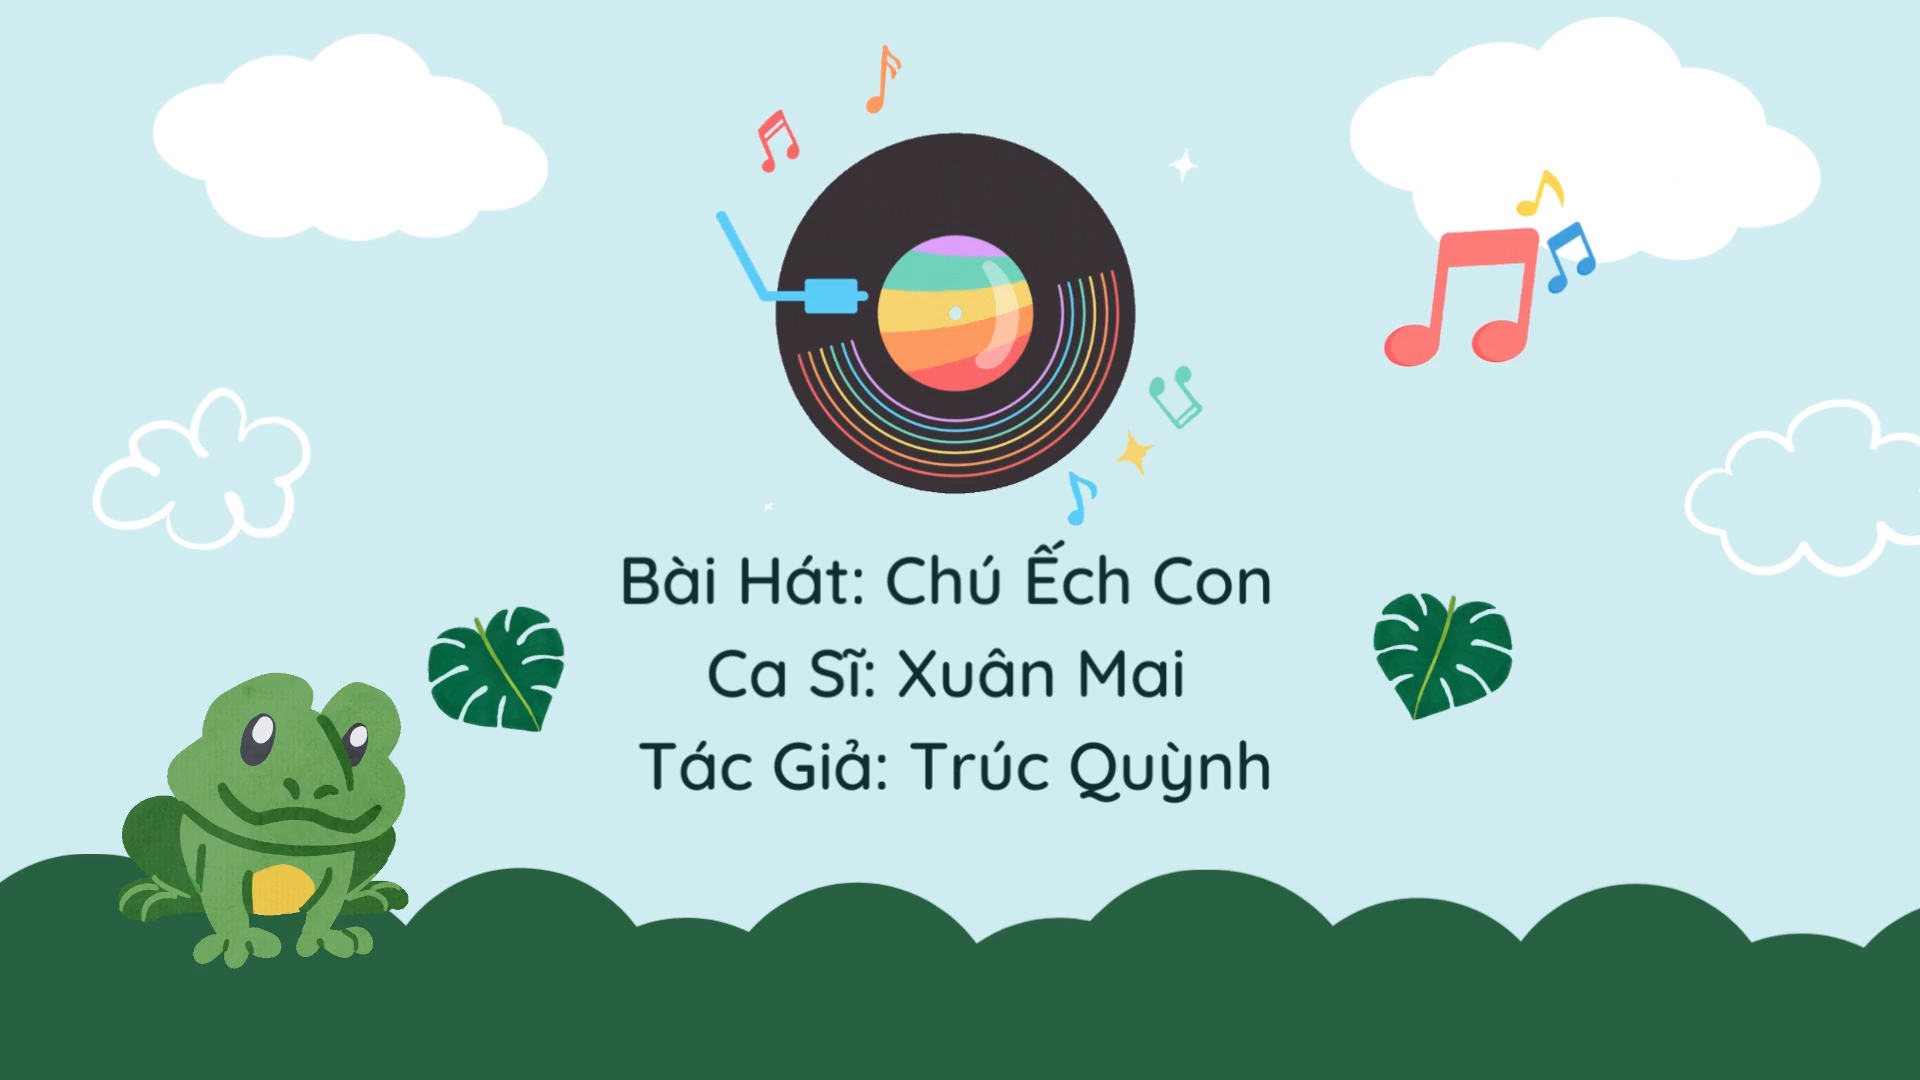 Bài Hát: Chú Ếch Con
Ca Sĩ: Xuân Mai
Tác Giả: Trúc Quỳnh